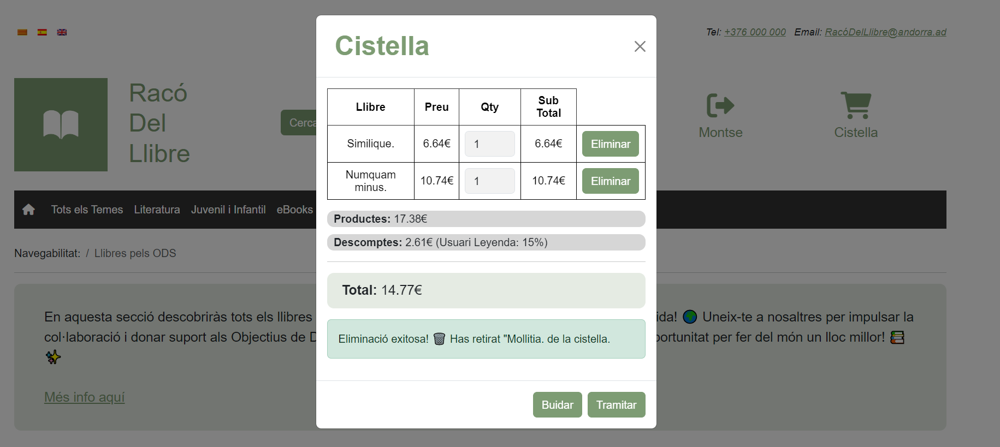 Tel: +376 000 000 Email: RacóDelLlibre@andorra.ad
Racó
Del
Llibre
Cerca
Montse
Cistella
Tots els Temes Literatura Juvenil i Infantil eBooks
Navegabilitat: / Llibres pels ODS
Cistella
Llibre Preu Qty Sub Total
Similique. 6.64€ 1 6.64€ Eliminar
Numquam minus. 10.74€ 1 10.74€ Eliminar
Productes: 17.38€
Descomptes: 2.61€ (Usuari Leyenda: 15%)
Total: 14.77€
Eliminació exitosa! 🗑️ Has retirat "Mollitia. de la cistella.
Buidar Tramitar
En aquesta secció descobriràs tots els llibres
Uneix-te a nosaltres per impulsar la
col·laboració i donar suport als Objectius de
per fer del món un lloc millor!
Més info aquí